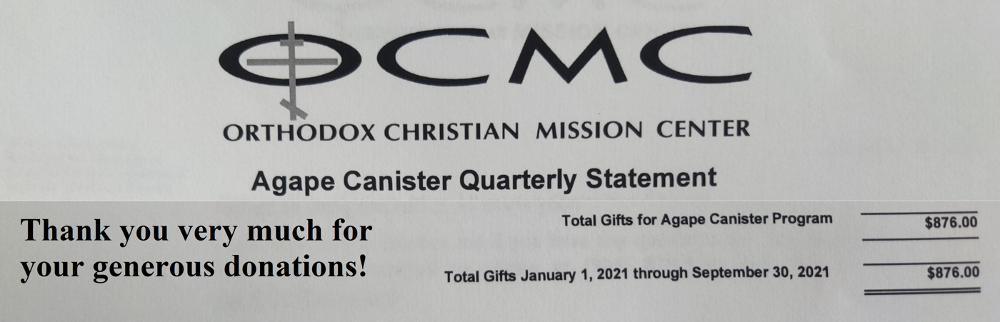 OCMC
ORTHODOX CHRISTIAN MISSION CENTER
Agape Canister Quarterly Statement
Thank you very much for
your generous donations!
Total Gifts for Agape Canister Program $876.00
Total Gifts January 1, 2021 through September 30, 2021 $876.00